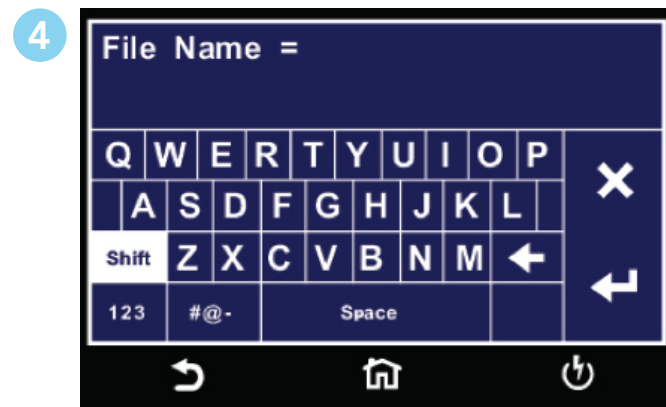 4
File Name =
Q W E R T Y U I O P
A S D F G H J K L
Shift Z X C V B N M
123 #@- Space